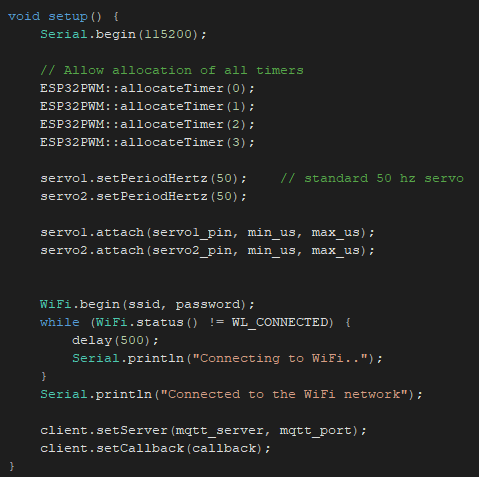 void setup() {
    Serial.begin(115200);

    // Allow allocation of all timers
    ESP32PWM::allocateTimer(0);
    ESP32PWM::allocateTimer(1);
    ESP32PWM::allocateTimer(2);
    ESP32PWM::allocateTimer(3);

    servo1.setPeriodHertz(50);    // standard 50 hz servo
    servo2.setPeriodHertz(50);

    servo1.attach(servo1_pin, min_us, max_us);
    servo2.attach(servo2_pin, min_us, max_us);


    WiFi.begin(ssid, password);
    while (WiFi.status() != WL_CONNECTED) {
        delay(500);
        Serial.println("Connecting to WiFi..");
    }
    Serial.println("Connected to the WiFi network");

    client.setServer(mqtt_server, mqtt_port);
    client.setCallback(callback);
}